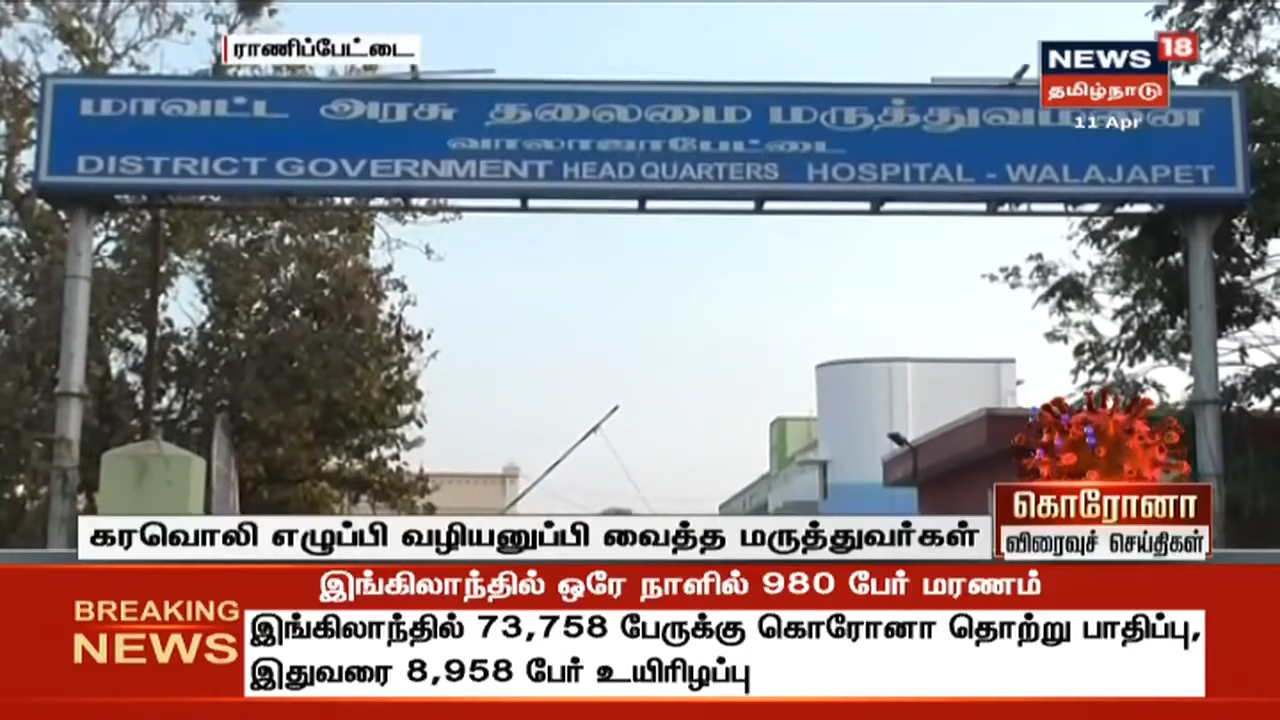 ராணிப்பேட்டை
NEWS 18
தமிழ்நாடு
11 Apr
மாவட்ட அரசு தலைமை மருத்துவமனை
வாலாஜாபேட்டை
DISTRICT GOVERNMENT HEAD QUARTERS HOSPITAL - WALAJAPET
கரவொலி எழுப்பி வழியனுப்பி வைத்த மருத்துவர்கள்
கொரோனா
விரைவுச் செய்திகள்
BREAKING
NEWS
இங்கிலாந்தில் ஒரே நாளில் 980 பேர் மரணம்
இங்கிலாந்தில் 73,758 பேருக்கு கொரோனா தொற்று பாதிப்பு,
இதுவரை 8,958 பேர் உயிரிழப்பு